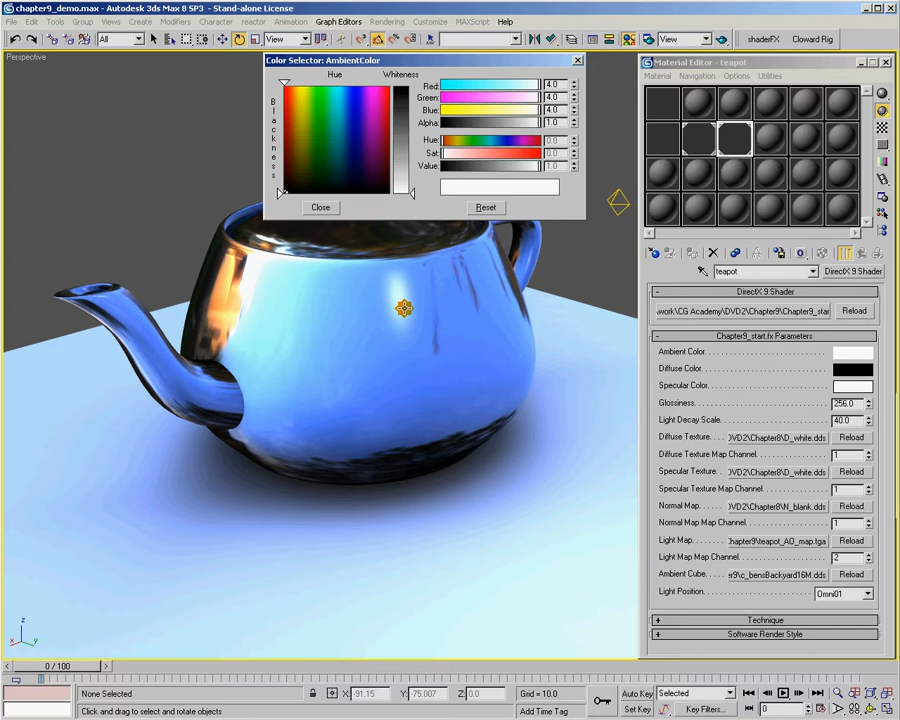 chapter9_demo.max - Autodesk 3ds Max 8 SP3 - Stand-alone License
File Edit Tools Group Views Create Modifiers Character reactor Animation Graph Editors Rendering Customize MAXScript Help
All View View shaderFX Cloward Rig
Perspective
Color Selector: AmbientColor
Hue Whiteness
Blackness
Red: 4.0
Green: 4.0
Blue: 4.0
Alpha: 1.0
Hue: 0.0
Sat: 0.0
Value: 1.0
Close Reset
Material Editor - teapot
Material Navigation Options Utilities
teapot DirectX 9 Shader
- DirectX 9 Shader
.work\CG Academy\DVD2\Chapter9\Chapter9_star Reload
- Chapter9_start.fx Parameters
Ambient Color
Diffuse Color
Specular Color
Glossiness 256.0
Light Decay Scale 40.0
Diffuse Texture )VD2\Chapter8\D_white.dds Reload
Diffuse Texture Map Channel 1
Specular Texture )VD2\Chapter8\D_white.dds Reload
Specular Texture Map Channel 1
Normal Map )VD2\Chapter8\N_blank.dds Reload
Normal Map Map Channel 1
Light Map hapter9\teapot_AO_map.tga Reload
Light Map Map Channel 2
Ambient Cube r9\c_bensBackyard16M.dds Reload
Light Position Omni01
+ Technique
+ Software Render Style
z
x y
< 0 / 100 >
None Selected X: -91.15 Y: -75.007 Z: 0.0 Grid = 10.0 Auto Key Selected
Click and drag to select and rotate objects Add Time Tag Set Key Key Filters... 0